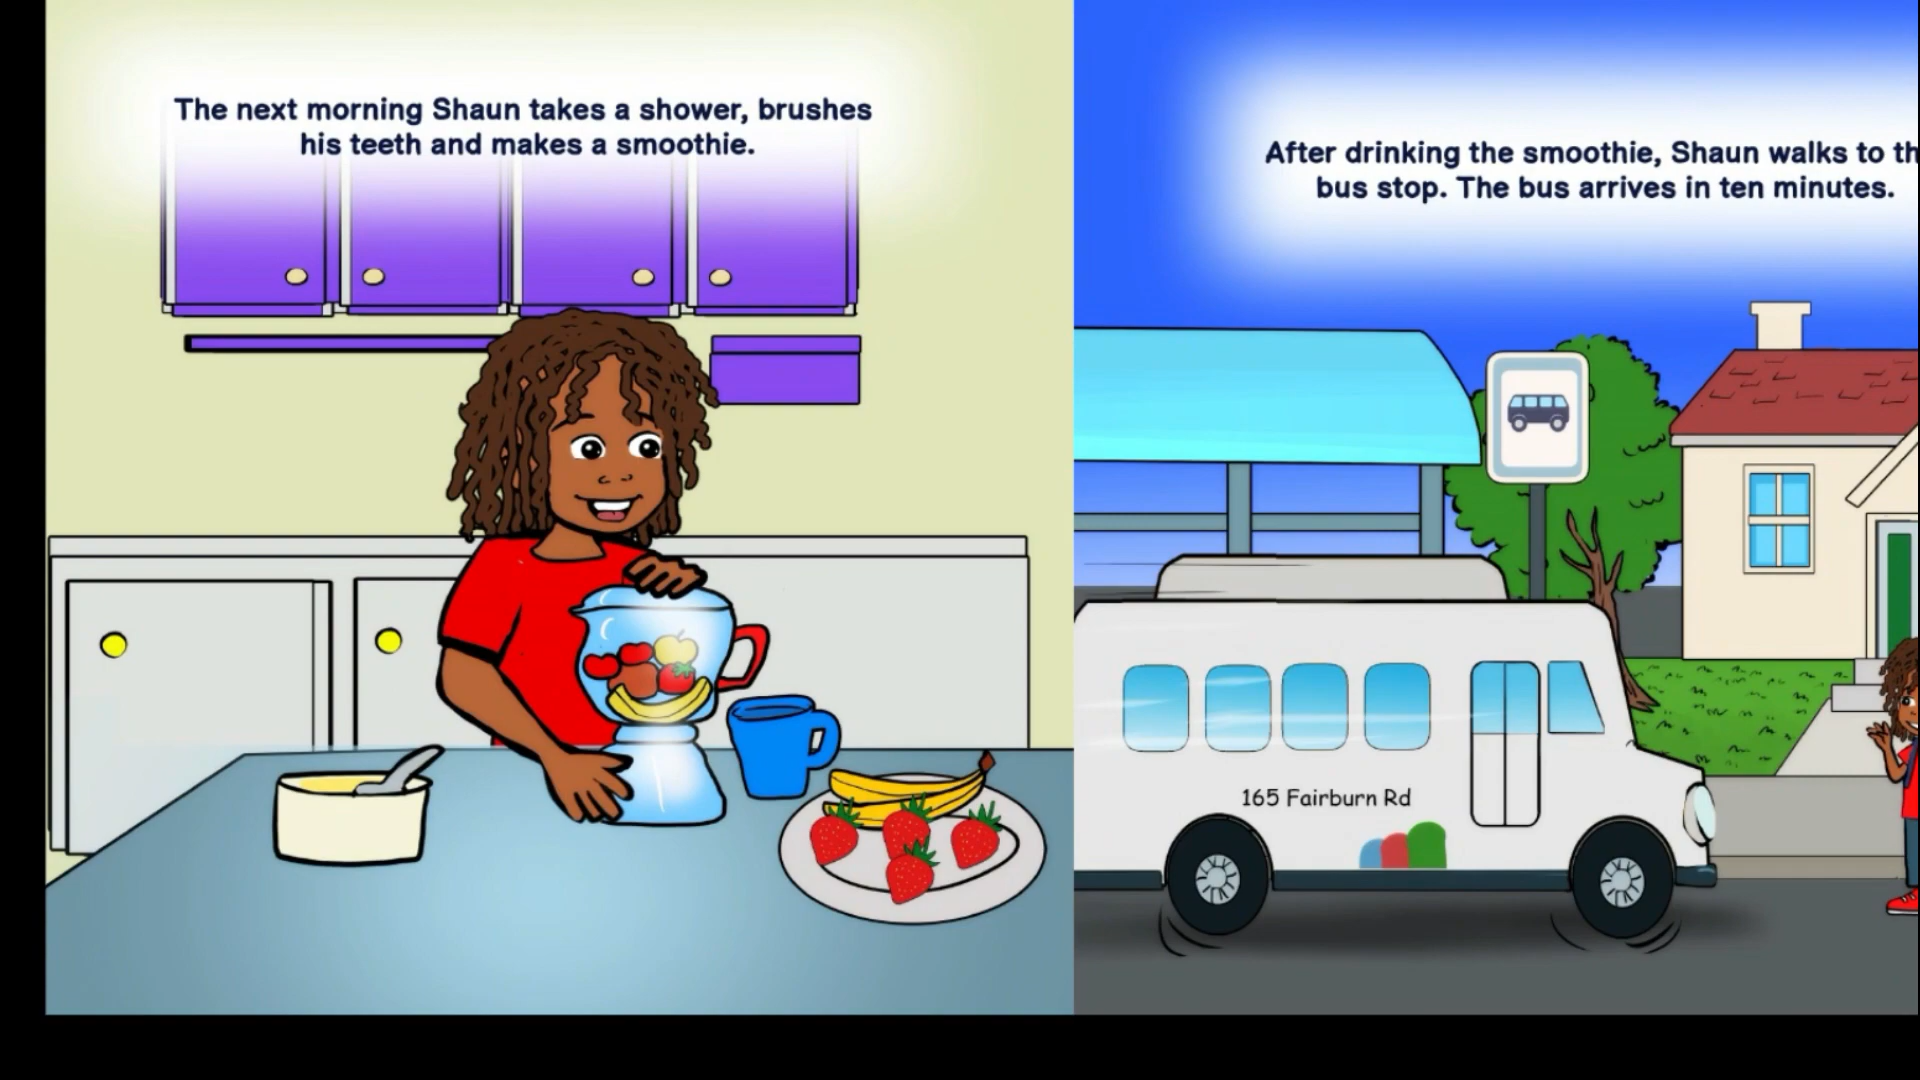 The next morning Shaun takes a shower, brushes
his teeth and makes a smoothie.
After drinking the smoothie, Shaun walks to th
bus stop. The bus arrives in ten minutes.
165 Fairburn Rd